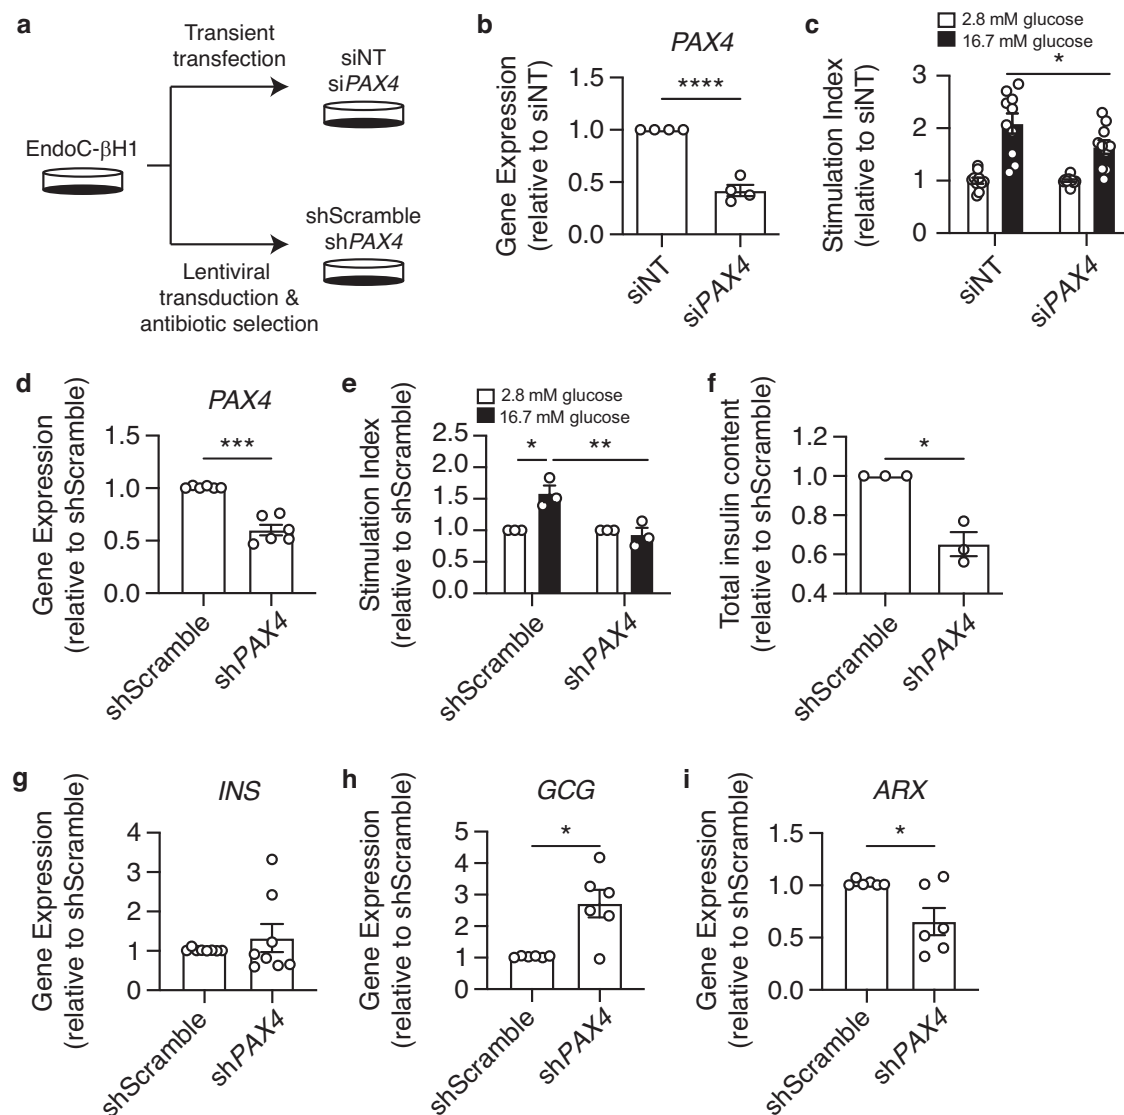 a
Transient
transfection
siNT
siPAX4
EndoC-βH1
shScramble
shPAX4
Lentiviral
transduction &
antibiotic selection
b
PAX4
Gene Expression
(relative to siNT)
1.5
1.0
0.5
0.0
****
siNT
siPAX4
c
2.8 mM glucose
16.7 mM glucose
Stimulation Index
(relative to siNT)
3
2
1
0
*
siNT
siPAX4
d
PAX4
Gene Expression
(relative to shScramble)
1.5
1.0
0.5
0.0
***
shScramble
shPAX4
e
2.8 mM glucose
16.7 mM glucose
Stimulation Index
(relative to shScramble)
2.5
2.0
1.5
1.0
0.5
0.0
*
**
shScramble
shPAX4
f
Total insulin content
(relative to shScramble)
1.2
1.0
0.8
0.6
0.4
*
shScramble
shPAX4
g
INS
Gene Expression
(relative to shScramble)
4
3
2
1
0
shScramble
shPAX4
h
GCG
Gene Expression
(relative to shScramble)
5
4
3
2
1
0
*
shScramble
shPAX4
i
ARX
Gene Expression
(relative to shScramble)
1.5
1.0
0.5
0.0
*
shScramble
shPAX4